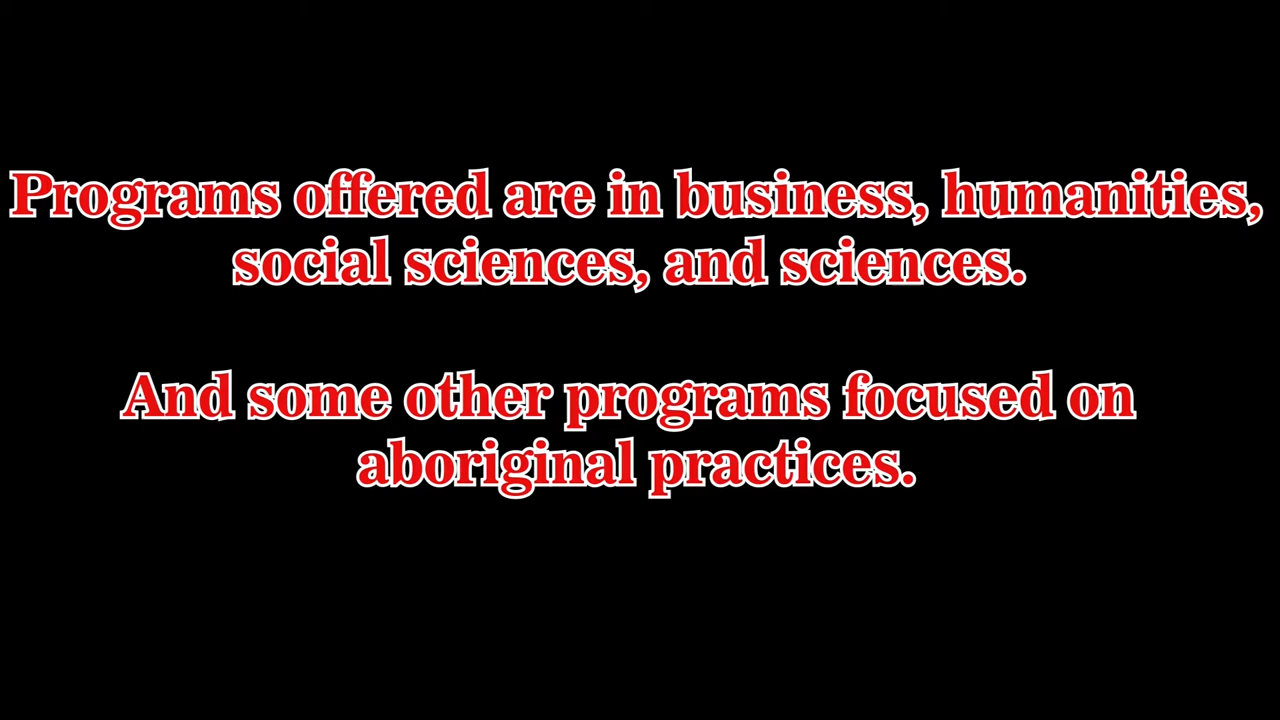 Programs offered are in business, humanities,
social sciences, and sciences.
And some other programs focused on
aboriginal practices.